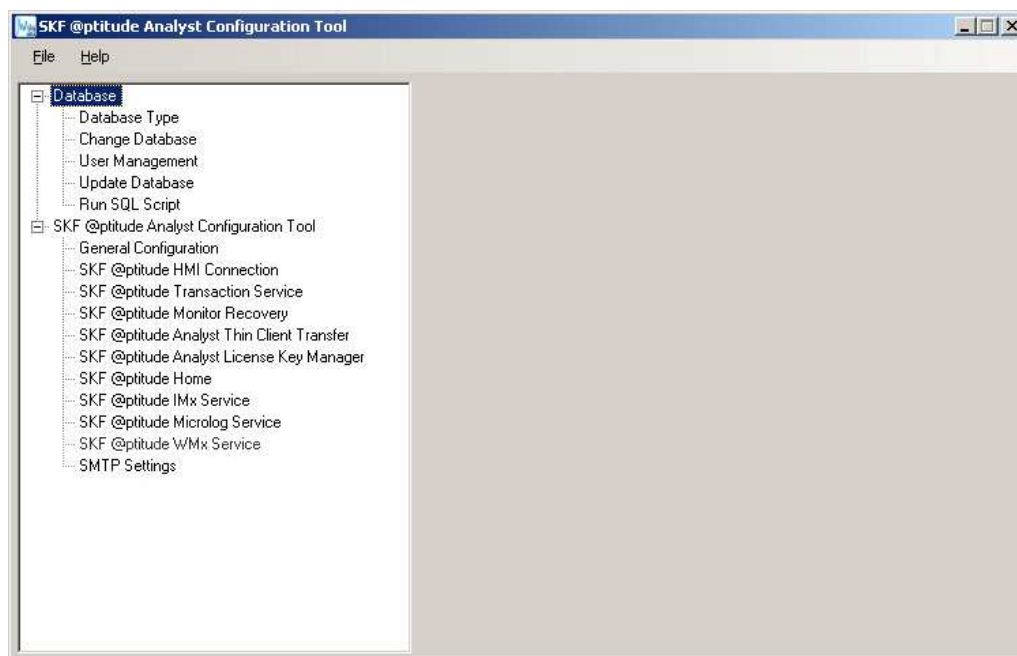 SKF @ptitude Analyst Configuration Tool
File Help
Database
Database Type
Change Database
User Management
Update Database
Run SQL Script
SKF @ptitude Analyst Configuration Tool
General Configuration
SKF @ptitude HMI Connection
SKF @ptitude Transaction Service
SKF @ptitude Monitor Recovery
SKF @ptitude Analyst Thin Client Transfer
SKF @ptitude Analyst License Key Manager
SKF @ptitude Home
SKF @ptitude IMx Service
SKF @ptitude Microlog Service
SKF @ptitude WMx Service
SMTP Settings